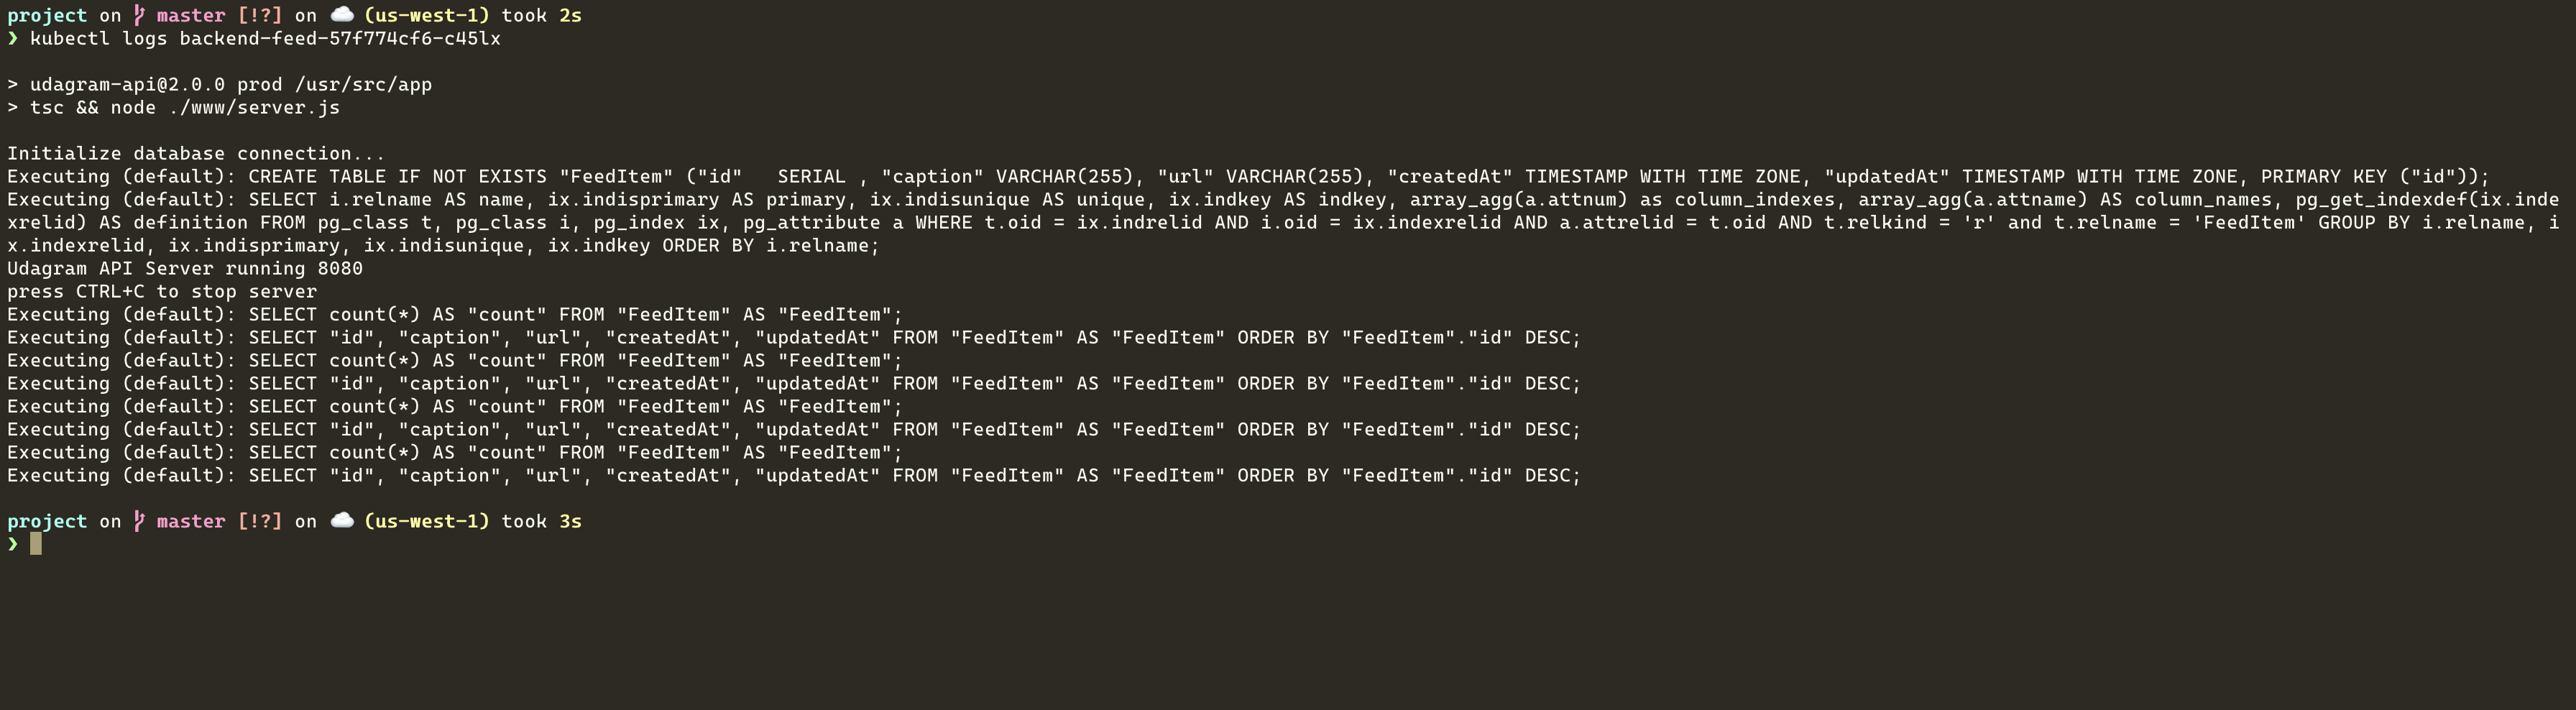 project on master [!?] on ☁️ (us-west-1) took 2s
❯ kubectl logs backend-feed-57f774cf6-c45lx
> udagram-api@2.0.0 prod /usr/src/app
> tsc && node ./www/server.js
Initialize database connection...
Executing (default): CREATE TABLE IF NOT EXISTS "FeedItem" ("id"   SERIAL , "caption" VARCHAR(255), "url" VARCHAR(255), "createdAt" TIMESTAMP WITH TIME ZONE, "updatedAt" TIMESTAMP WITH TIME ZONE, PRIMARY KEY ("id"));
Executing (default): SELECT i.relname AS name, ix.indisprimary AS primary, ix.indisunique AS unique, ix.indkey AS indkey, array_agg(a.attnum) as column_indexes, array_agg(a.attname) AS column_names, pg_get_indexdef(ix.inde
xrelid) AS definition FROM pg_class t, pg_class i, pg_index ix, pg_attribute a WHERE t.oid = ix.indrelid AND i.oid = ix.indexrelid AND a.attrelid = t.oid AND t.relkind = 'r' and t.relname = 'FeedItem' GROUP BY i.relname, i
x.indexrelid, ix.indisprimary, ix.indisunique, ix.indkey ORDER BY i.relname;
Udagram API Server running 8080
press CTRL+C to stop server
Executing (default): SELECT count(*) AS "count" FROM "FeedItem" AS "FeedItem";
Executing (default): SELECT "id", "caption", "url", "createdAt", "updatedAt" FROM "FeedItem" AS "FeedItem" ORDER BY "FeedItem"."id" DESC;
Executing (default): SELECT count(*) AS "count" FROM "FeedItem" AS "FeedItem";
Executing (default): SELECT "id", "caption", "url", "createdAt", "updatedAt" FROM "FeedItem" AS "FeedItem" ORDER BY "FeedItem"."id" DESC;
Executing (default): SELECT count(*) AS "count" FROM "FeedItem" AS "FeedItem";
Executing (default): SELECT "id", "caption", "url", "createdAt", "updatedAt" FROM "FeedItem" AS "FeedItem" ORDER BY "FeedItem"."id" DESC;
Executing (default): SELECT count(*) AS "count" FROM "FeedItem" AS "FeedItem";
Executing (default): SELECT "id", "caption", "url", "createdAt", "updatedAt" FROM "FeedItem" AS "FeedItem" ORDER BY "FeedItem"."id" DESC;
project on master [!?] on ☁️ (us-west-1) took 3s
❯